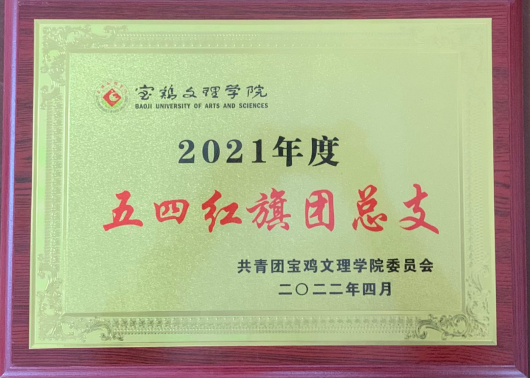 宝鸡文理学院
BAOJI UNIVERSITY OF ARTS AND SCIENCES
2021年度
五四红旗团总支
共青团宝鸡文理学院委员会
二〇二二年四月